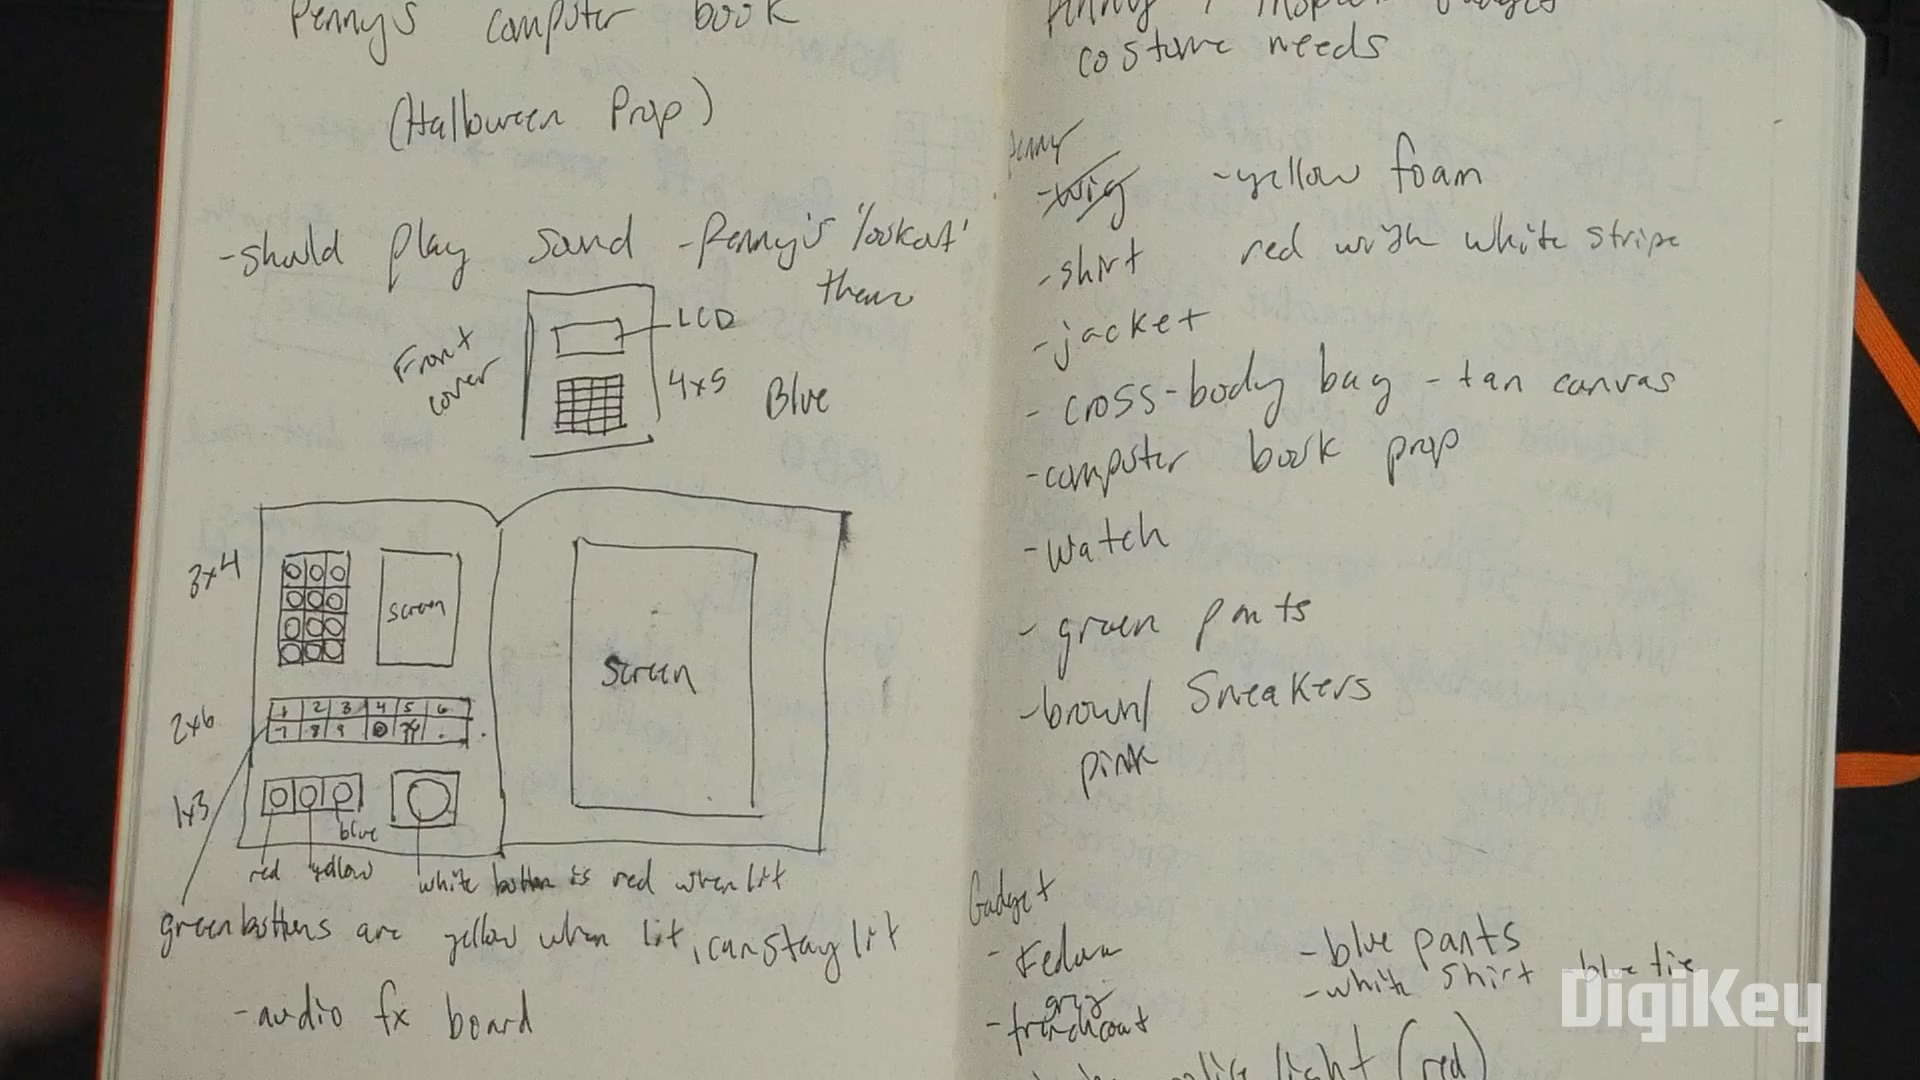 Penny's computer book
(Halloween Prop)
- should play sound - Penny's 'lookout'
theme
Front
cover
LCD
4x5
Blue
3x4
screen
screen
2x6
1 2 3 4 5 6
7 8 9
1x3
blue
red yellow
white button is red when lit
green buttons are yellow when lit, can stay lit
- audio fx board
costume needs
Penny
- wig
- yellow foam
- shirt
red with white stripe
- jacket
- cross-body bag - tan canvas
- computer book prop
- watch
- green pants
- brown/ sneakers
pink
Gadget
- Fedora
grey
- trenchcoat
- blue pants
- white shirt - blue tie
light (red)
DigiKey